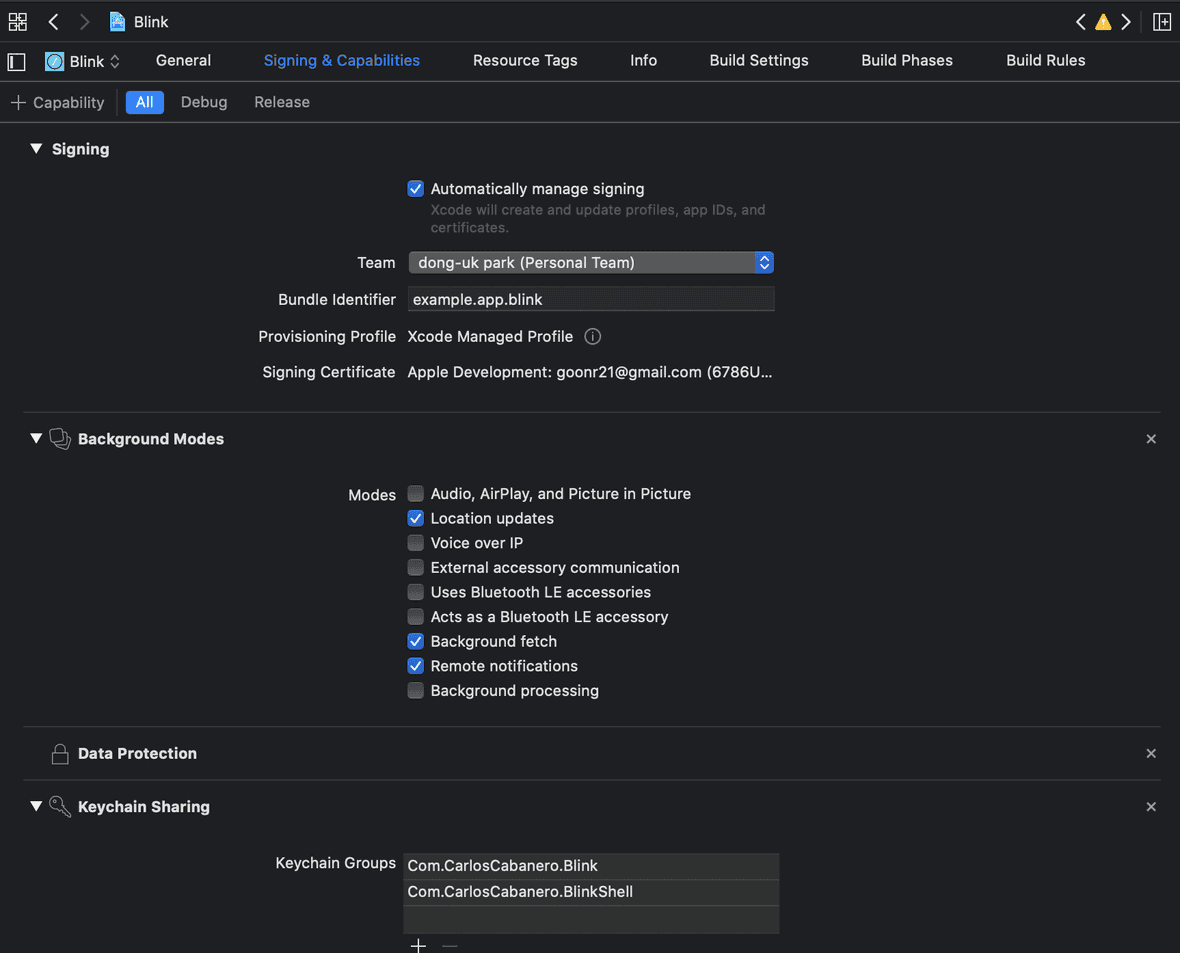 Blink
Blink General Signing & Capabilities Resource Tags Info Build Settings Build Phases Build Rules
Capability All Debug Release
Signing
Automatically manage signing
Xcode will create and update profiles, app IDs, and
certificates.
Team dong-uk park (Personal Team)
Bundle Identifier example.app.blink
Provisioning Profile Xcode Managed Profile
Signing Certificate Apple Development: goonr21@gmail.com (6786U...
Background Modes
Modes Audio, AirPlay, and Picture in Picture
Location updates
Voice over IP
External accessory communication
Uses Bluetooth LE accessories
Acts as a Bluetooth LE accessory
Background fetch
Remote notifications
Background processing
Data Protection
Keychain Sharing
Keychain Groups Com.CarlosCabanero.Blink
Com.CarlosCabanero.BlinkShell